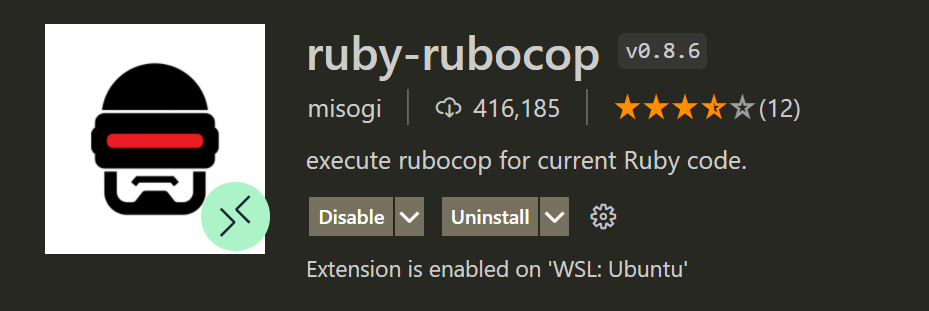 ruby-rubocop v0.8.6
misogi 416,185 (12)
execute rubocop for current Ruby code.
Disable Uninstall
Extension is enabled on 'WSL: Ubuntu'